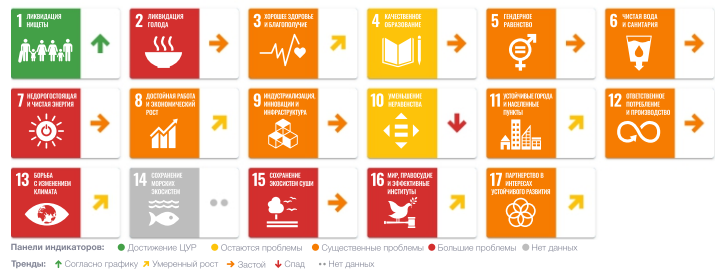 1 ЛИКВИДАЦИЯ
НИЩЕТЫ
2 ЛИКВИДАЦИЯ
ГОЛОДА
3 ХОРОШЕЕ ЗДОРОВЬЕ
И БЛАГОПОЛУЧИЕ
4 КАЧЕСТВЕННОЕ
ОБРАЗОВАНИЕ
5 ГЕНДЕРНОЕ
РАВЕНСТВО
6 ЧИСТАЯ ВОДА
И САНИТАРИЯ
7 НЕДОРОГОСТОЯЩАЯ
И ЧИСТАЯ ЭНЕРГИЯ
8 ДОСТОЙНАЯ РАБОТА
И ЭКОНОМИЧЕСКИЙ
РОСТ
9 ИНДУСТРИАЛИЗАЦИЯ,
ИННОВАЦИИ И
ИНФРАСТРУКТУРА
10 УМЕНЬШЕНИЕ
НЕРАВЕНСТВА
11 УСТОЙЧИВЫЕ ГОРОДА
И НАСЕЛЕННЫЕ
ПУНКТЫ
12 ОТВЕТСТВЕННОЕ
ПОТРЕБЛЕНИЕ
И ПРОИЗВОДСТВО
13 БОРЬБА
С ИЗМЕНЕНИЕМ
КЛИМАТА
14 СОХРАНЕНИЕ
МОРСКИХ
ЭКОСИСТЕМ
15 СОХРАНЕНИЕ
ЭКОСИСТЕМ СУШИ
16 МИР, ПРАВОСУДИЕ
И ЭФФЕКТИВНЫЕ
ИНСТИТУТЫ
17 ПАРТНЕРСТВО В
ИНТЕРЕСАХ
УСТОЙЧИВОГО РАЗВИТИЯ
Панели индикаторов: Достижение ЦУР Остаются проблемы Существенные проблемы Большие проблемы Нет данных
Тренды: Согласно графику Умеренный рост Застой Спад Нет данных